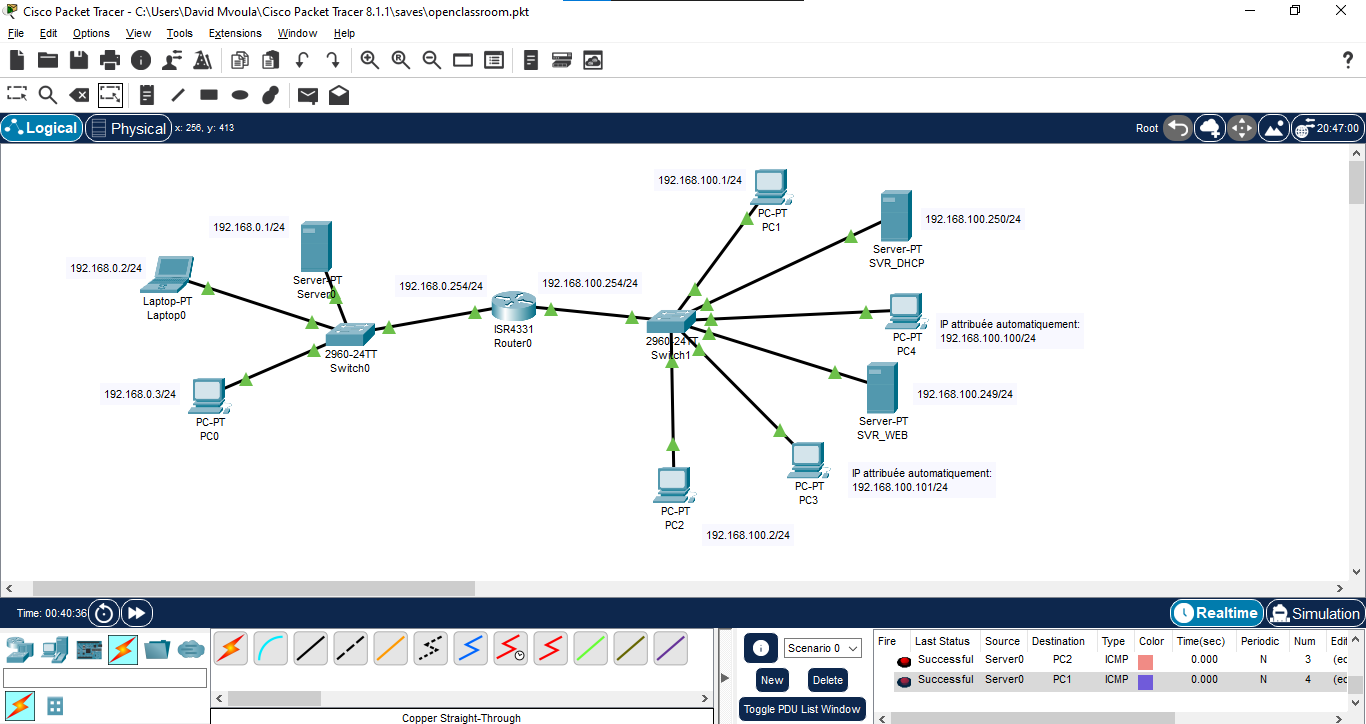 Cisco Packet Tracer - C:\Users\David Mvoula\Cisco Packet Tracer 8.1.1\saves\openclassroom.pkt
File Edit Options View Tools Extensions Window Help
?
Logical Physical x: 256, y: 413 Root 20:47:00
192.168.100.1/24
PC-PT
PC1
192.168.0.1/24
Server-PT
Server0
192.168.100.250/24
Server-PT
SVR_DHCP
192.168.0.2/24
Laptop-PT
Laptop0
192.168.0.254/24
192.168.100.254/24
ISR4331
Router0
2960-24TT
Switch0
2960-24TT
Switch1
PC-PT
PC4
IP attribuée automatiquement:
192.168.100.100/24
192.168.0.3/24
PC-PT
PC0
192.168.100.249/24
Server-PT
SVR_WEB
PC-PT
PC3
IP attribuée automatiquement:
192.168.100.101/24
PC-PT
PC2
192.168.100.2/24
Time: 00:40:36 Realtime Simulation
Scenario 0
New Delete
Toggle PDU List Window
Fire Last Status Source Destination Type Color Time(sec) Periodic Num Edit
Successful Server0 PC2 ICMP 0.000 N 3 (ec
Successful Server0 PC1 ICMP 0.000 N 4 (ec
Copper Straight-Through